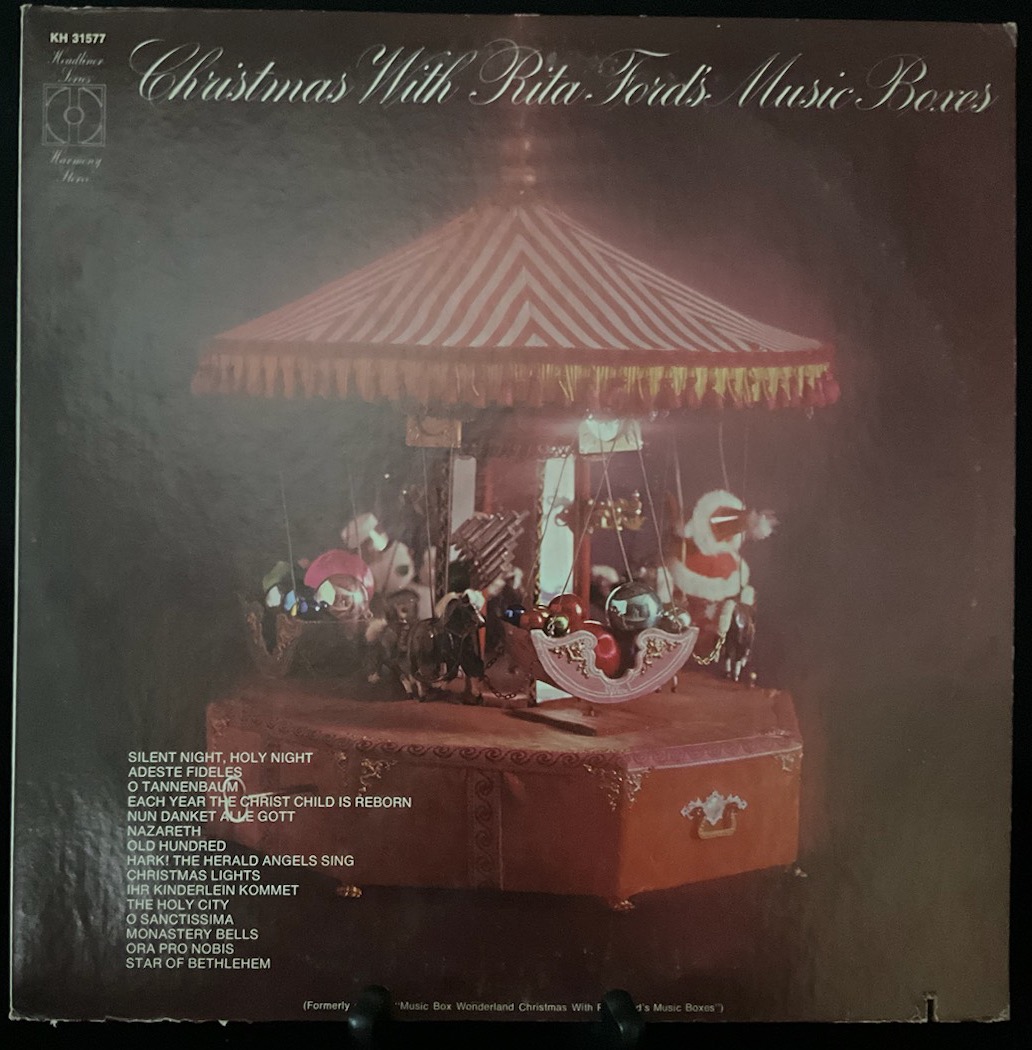 KH 31577
Headliner
Series
Harmony
Stereo
Christmas With Rita Ford's Music Boxes
SILENT NIGHT, HOLY NIGHT
ADESTE FIDELES
O TANNENBAUM
EACH YEAR THE CHRIST CHILD IS REBORN
NUN DANKET ALLE GOTT
NAZARETH
OLD HUNDRED
HARK! THE HERALD ANGELS SING
CHRISTMAS LIGHTS
IHR KINDERLEIN KOMMET
THE HOLY CITY
O SANCTISSIMA
MONASTERY BELLS
ORA PRO NOBIS
STAR OF BETHLEHEM
(Formerly "Music Box Wonderland Christmas With d's Music Boxes")